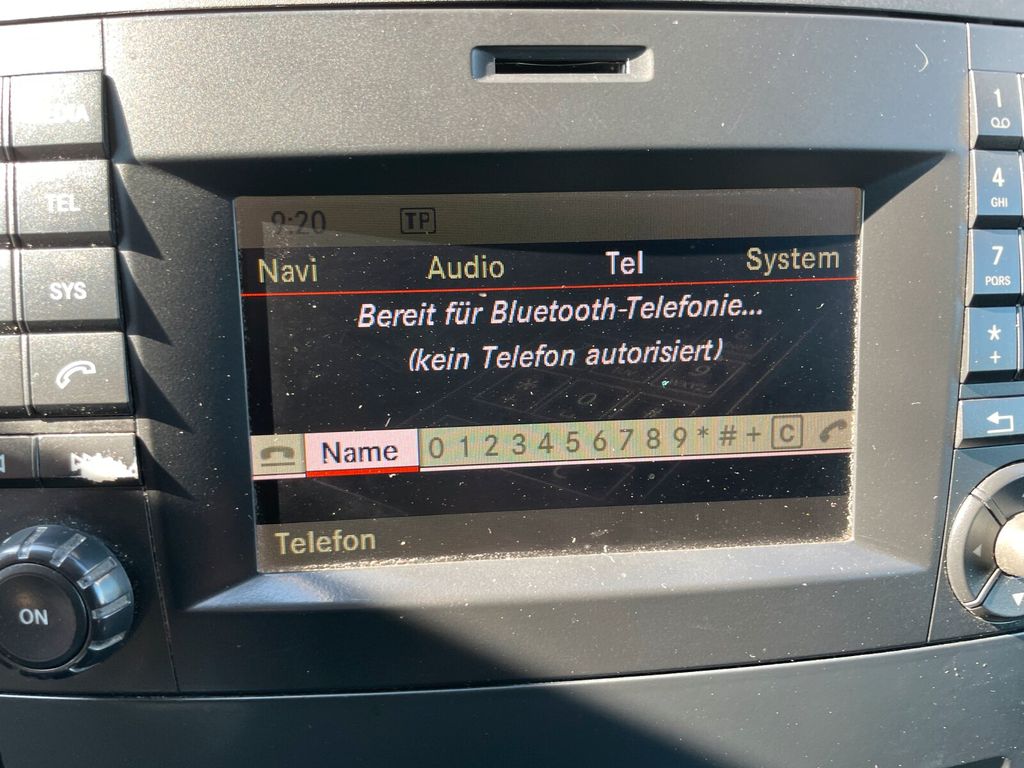 9:20 TP
Navi Audio Tel System
Bereit für Bluetooth-Telefonie...
(kein Telefon autorisiert)
Name 0 1 2 3 4 5 6 7 8 9 * # + C
Telefon
TEL
SYS
ON
1
4
GHI
7
PQRS
*
+